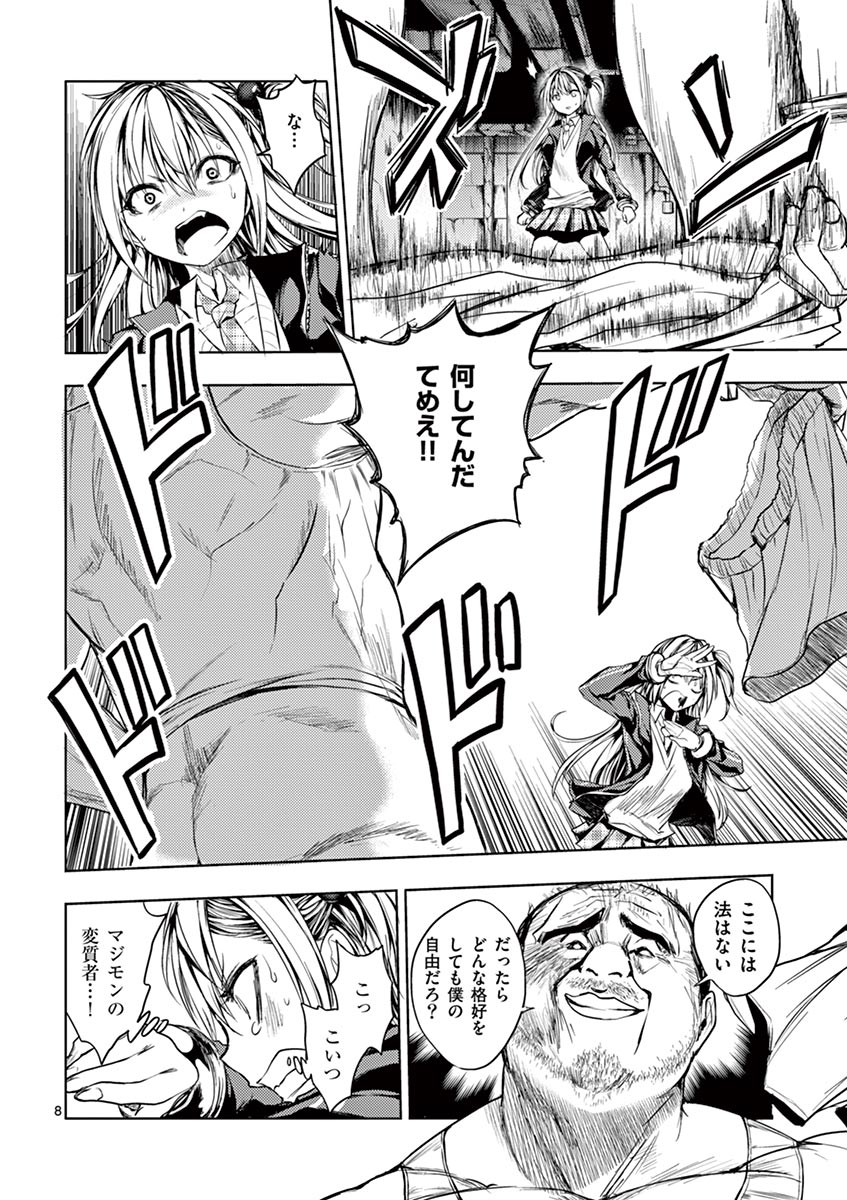 ズン
な…
何してんだ
てめえ!!
ド
ド
ド
ド
ここには
法はない
だったら
どんな格好を
しても僕の
自由だろ?
こっ
こいつ
マジモンの
変質者…!
8